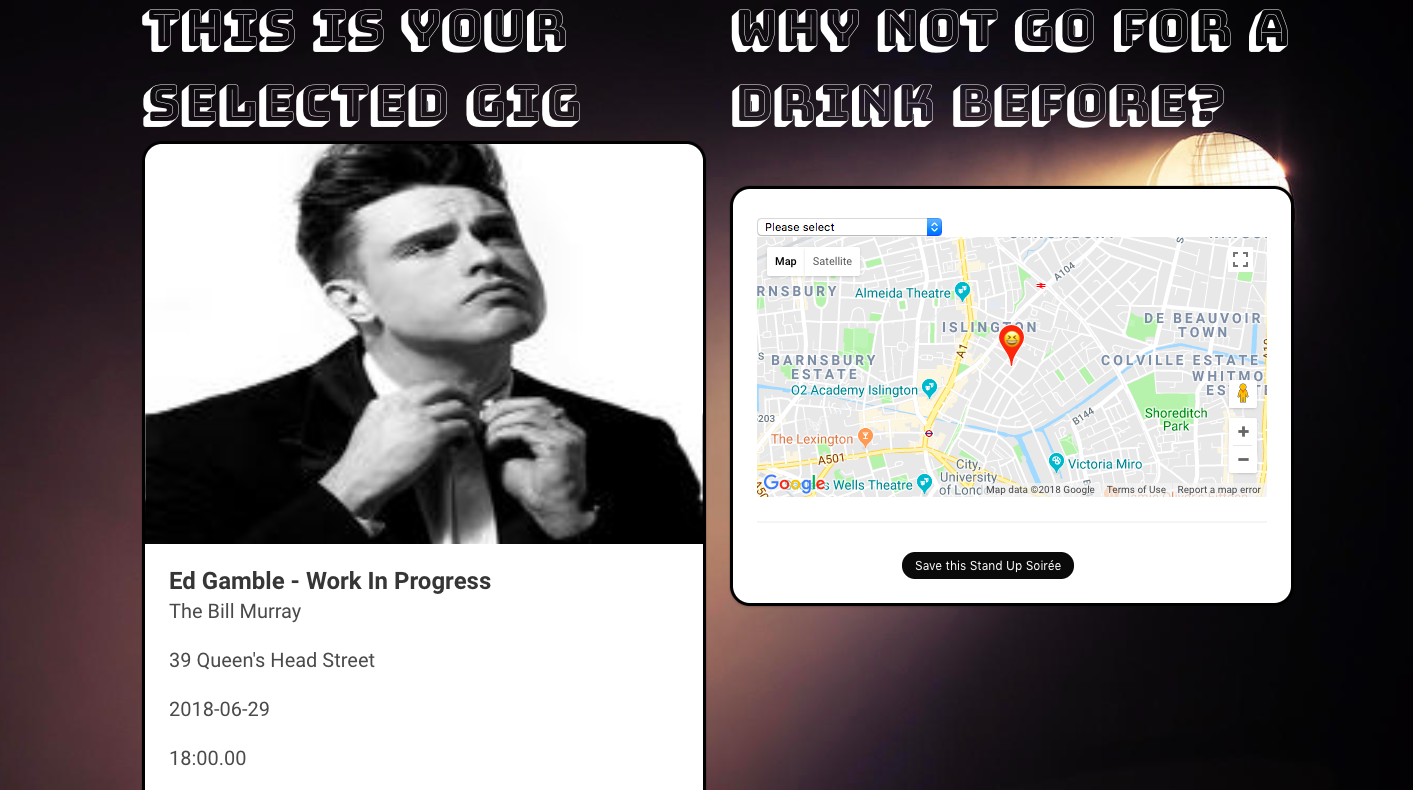 THIS IS YOUR
SELECTED GIG
Ed Gamble - Work In Progress
The Bill Murray
39 Queen's Head Street
2018-06-29
18:00.00
WHY NOT GO FOR A
DRINK BEFORE?
Please select
Map Satellite
A104
RNSBURY
Almeida Theatre
ISLINGTON
DE BEAUVOIR
TOWN
A1
S BARNSBURY
ESTATE
COLVILLE ESTATE
WHITMO
ESTATE
O2 Academy Islington
203
B144
Shoreditch
Park
The Lexington
A501
City,
University
of Lond
Victoria Miro
Google
s Wells Theatre
Map data ©2018 Google Terms of Use Report a map error
Save this Stand Up Soirée